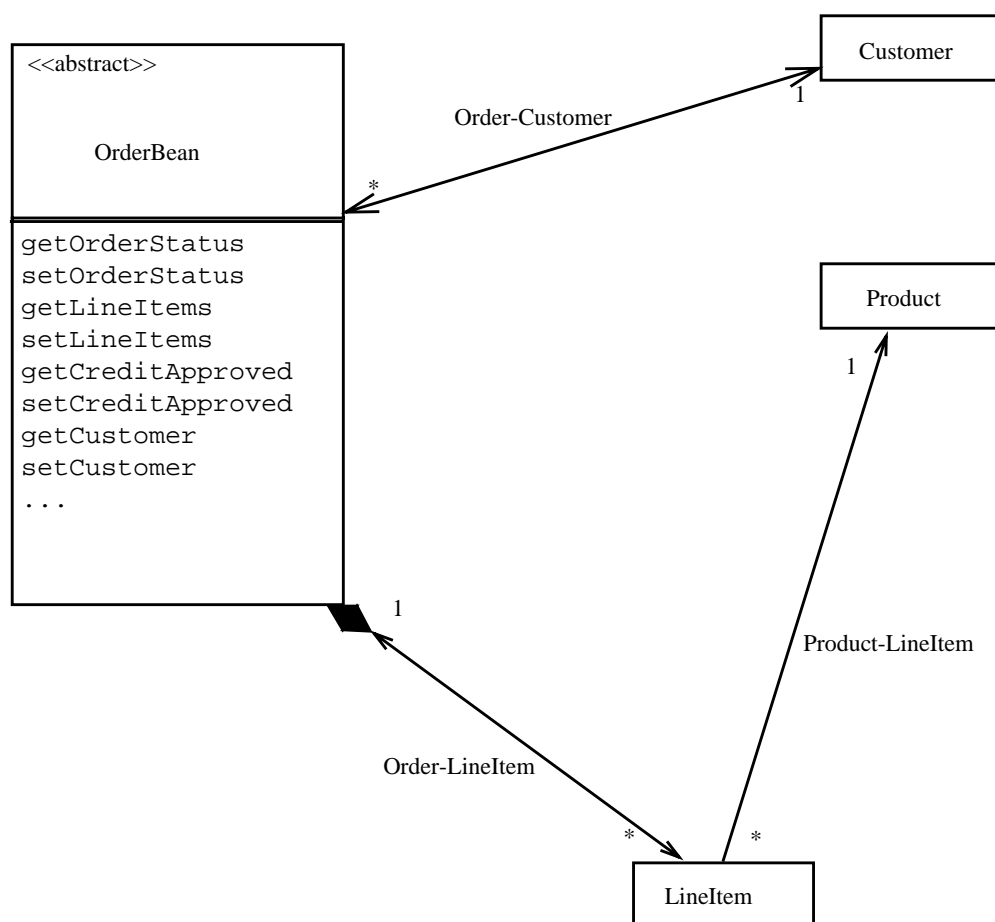 <<abstract>>
OrderBean
getOrderStatus
setOrderStatus
getLineItems
setLineItems
getCreditApproved
setCreditApproved
getCustomer
setCustomer
...
Customer
1
Order-Customer
*
Product
1
Product-LineItem
1
Order-LineItem
*
*
LineItem